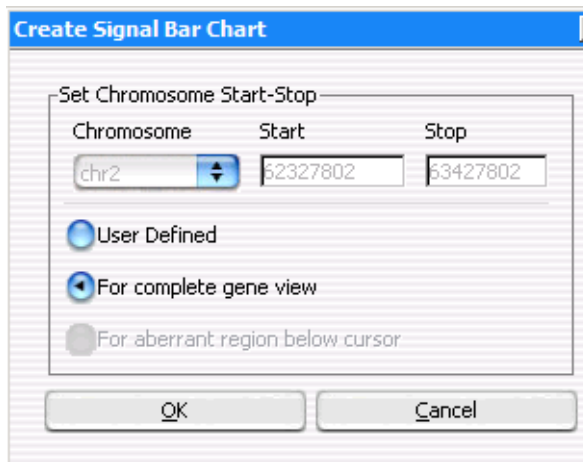 Create Signal Bar Chart
Set Chromosome Start-Stop
Chromosome Start Stop
chr2 62327802 63427802
User Defined
For complete gene view
For aberrant region below cursor
OK Cancel